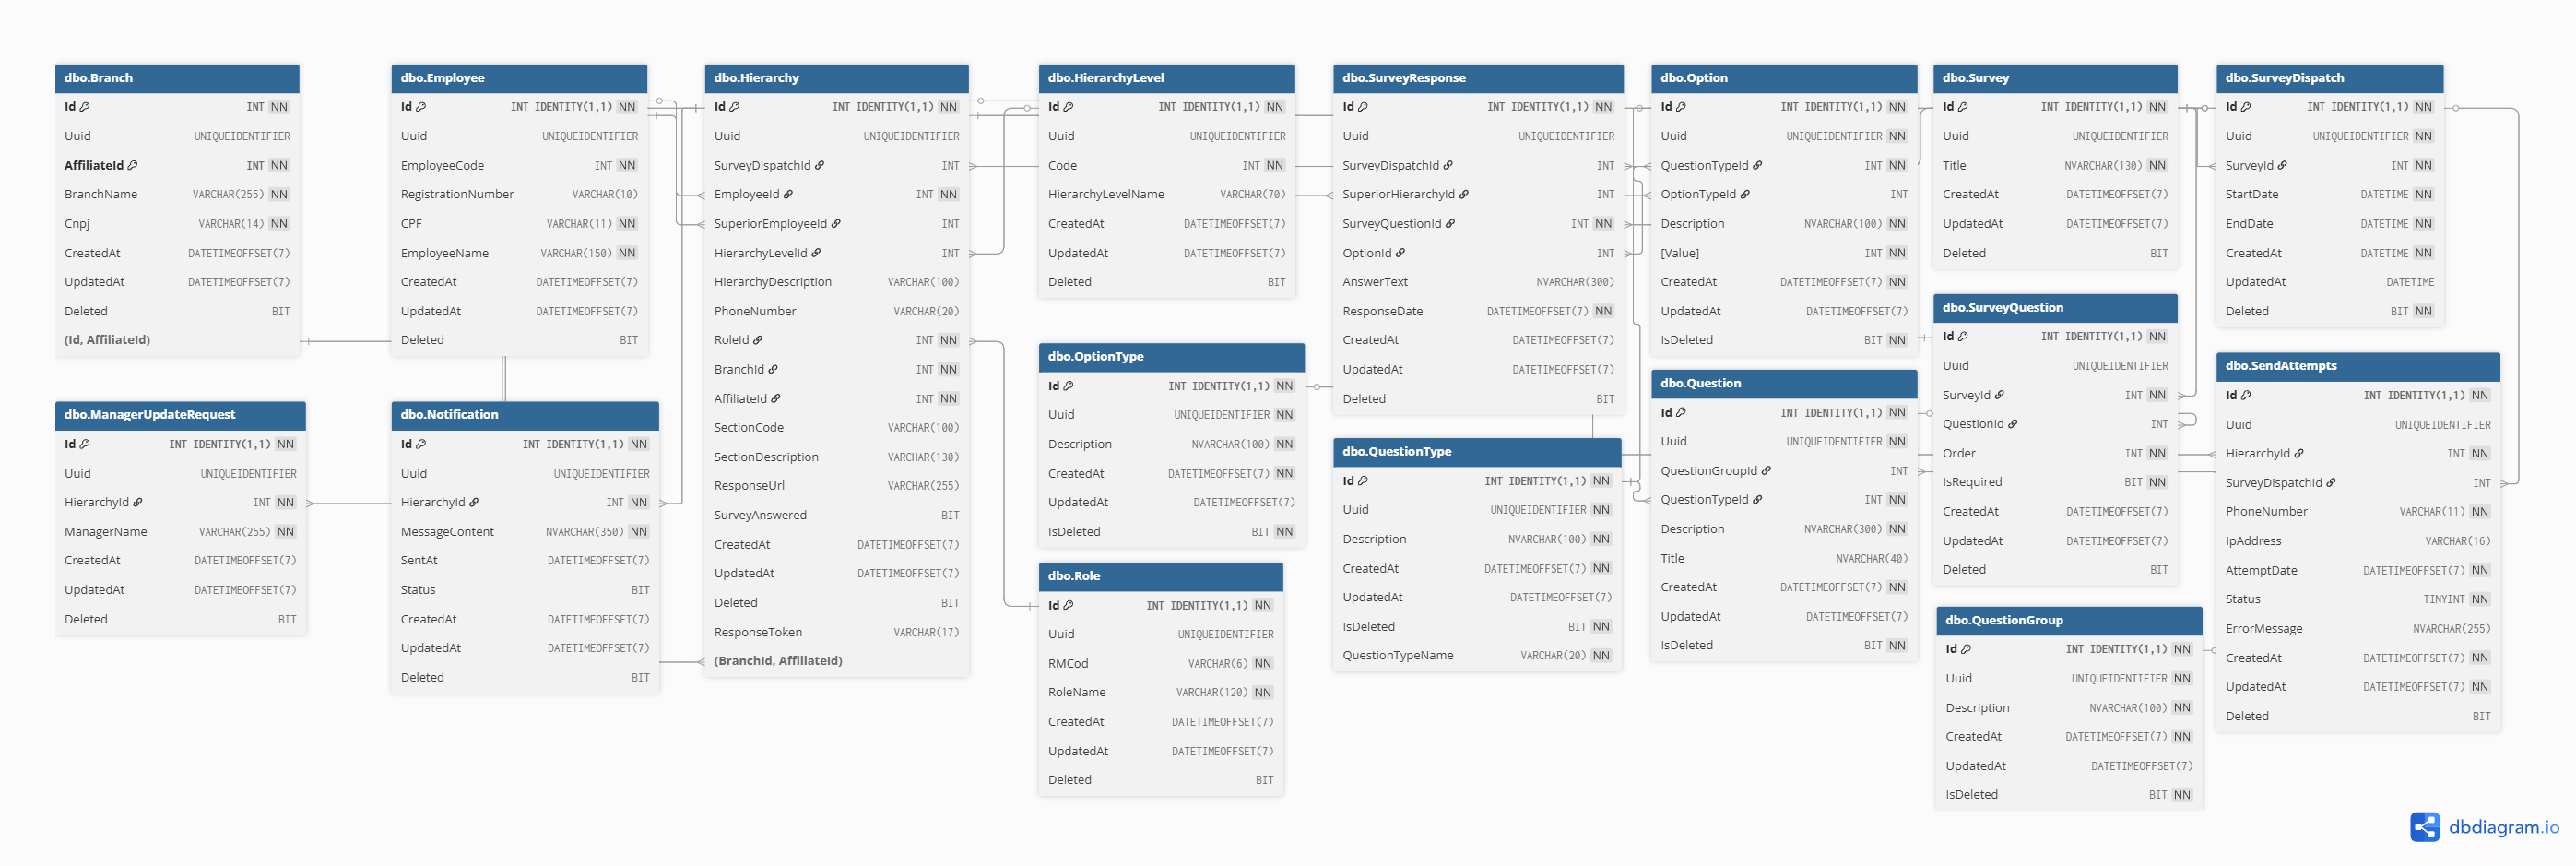 dbo.Branch
Id INT NN
Uuid UNIQUEIDENTIFIER
AffiliateId INT NN
BranchName VARCHAR(255) NN
Cnpj VARCHAR(14) NN
CreatedAt DATETIMEOFFSET(7)
UpdatedAt DATETIMEOFFSET(7)
Deleted BIT
(Id, AffiliateId)
dbo.ManagerUpdateRequest
Id INT IDENTITY(1,1) NN
Uuid UNIQUEIDENTIFIER
HierarchyId INT NN
ManagerName VARCHAR(255) NN
CreatedAt DATETIMEOFFSET(7)
UpdatedAt DATETIMEOFFSET(7)
Deleted BIT
dbo.Employee
Id INT IDENTITY(1,1) NN
Uuid UNIQUEIDENTIFIER
EmployeeCode INT NN
RegistrationNumber VARCHAR(10)
CPF VARCHAR(11) NN
EmployeeName VARCHAR(150) NN
CreatedAt DATETIMEOFFSET(7)
UpdatedAt DATETIMEOFFSET(7)
Deleted BIT
dbo.Notification
Id INT IDENTITY(1,1) NN
Uuid UNIQUEIDENTIFIER
HierarchyId INT NN
MessageContent NVARCHAR(350) NN
SentAt DATETIMEOFFSET(7)
Status BIT
CreatedAt DATETIMEOFFSET(7)
UpdatedAt DATETIMEOFFSET(7)
Deleted BIT
dbo.Hierarchy
Id INT IDENTITY(1,1) NN
Uuid UNIQUEIDENTIFIER
SurveyDispatchId INT
EmployeeId INT NN
SuperiorEmployeeId INT
HierarchyLevelId INT
HierarchyDescription VARCHAR(100)
PhoneNumber VARCHAR(20)
RoleId INT NN
BranchId INT NN
AffiliateId INT NN
SectionCode VARCHAR(100)
SectionDescription VARCHAR(130)
ResponseUrl VARCHAR(255)
SurveyAnswered BIT
CreatedAt DATETIMEOFFSET(7)
UpdatedAt DATETIMEOFFSET(7)
Deleted BIT
ResponseToken VARCHAR(17)
(BranchId, AffiliateId)
dbo.HierarchyLevel
Id INT IDENTITY(1,1) NN
Uuid UNIQUEIDENTIFIER
Code INT NN
HierarchyLevelName VARCHAR(70)
CreatedAt DATETIMEOFFSET(7)
UpdatedAt DATETIMEOFFSET(7)
Deleted BIT
dbo.OptionType
Id INT IDENTITY(1,1) NN
Uuid UNIQUEIDENTIFIER NN
Description NVARCHAR(100) NN
CreatedAt DATETIMEOFFSET(7) NN
UpdatedAt DATETIMEOFFSET(7)
IsDeleted BIT NN
dbo.Role
Id INT IDENTITY(1,1) NN
Uuid UNIQUEIDENTIFIER
RMCod VARCHAR(6) NN
RoleName VARCHAR(120) NN
CreatedAt DATETIMEOFFSET(7)
UpdatedAt DATETIMEOFFSET(7)
Deleted BIT
dbo.SurveyResponse
Id INT IDENTITY(1,1) NN
Uuid UNIQUEIDENTIFIER
SurveyDispatchId INT
SuperiorHierarchyId INT
SurveyQuestionId INT NN
OptionId INT
AnswerText NVARCHAR(300)
ResponseDate DATETIMEOFFSET(7) NN
CreatedAt DATETIMEOFFSET(7)
UpdatedAt DATETIMEOFFSET(7)
Deleted BIT
dbo.QuestionType
Id INT IDENTITY(1,1) NN
Uuid UNIQUEIDENTIFIER NN
Description NVARCHAR(100) NN
CreatedAt DATETIMEOFFSET(7) NN
UpdatedAt DATETIMEOFFSET(7)
IsDeleted BIT NN
QuestionTypeName VARCHAR(20) NN
dbo.Option
Id INT IDENTITY(1,1) NN
Uuid UNIQUEIDENTIFIER NN
QuestionTypeId INT NN
OptionTypeId INT
Description NVARCHAR(100) NN
[Value] INT NN
CreatedAt DATETIMEOFFSET(7) NN
UpdatedAt DATETIMEOFFSET(7)
IsDeleted BIT NN
dbo.Question
Id INT IDENTITY(1,1) NN
Uuid UNIQUEIDENTIFIER NN
QuestionGroupId INT
QuestionTypeId INT NN
Description NVARCHAR(300) NN
Title NVARCHAR(40)
CreatedAt DATETIMEOFFSET(7) NN
UpdatedAt DATETIMEOFFSET(7)
IsDeleted BIT NN
dbo.Survey
Id INT IDENTITY(1,1) NN
Uuid UNIQUEIDENTIFIER
Title NVARCHAR(130) NN
CreatedAt DATETIMEOFFSET(7)
UpdatedAt DATETIMEOFFSET(7)
Deleted BIT
dbo.SurveyQuestion
Id INT IDENTITY(1,1) NN
Uuid UNIQUEIDENTIFIER
SurveyId INT NN
QuestionId INT
Order INT NN
IsRequired BIT NN
CreatedAt DATETIMEOFFSET(7)
UpdatedAt DATETIMEOFFSET(7)
Deleted BIT
dbo.QuestionGroup
Id INT IDENTITY(1,1) NN
Uuid UNIQUEIDENTIFIER NN
Description NVARCHAR(100) NN
CreatedAt DATETIMEOFFSET(7) NN
UpdatedAt DATETIMEOFFSET(7)
IsDeleted BIT NN
dbo.SurveyDispatch
Id INT IDENTITY(1,1) NN
Uuid UNIQUEIDENTIFIER NN
SurveyId INT NN
StartDate DATETIME NN
EndDate DATETIME NN
CreatedAt DATETIME NN
UpdatedAt DATETIME
Deleted BIT NN
dbo.SendAttempts
Id INT IDENTITY(1,1) NN
Uuid UNIQUEIDENTIFIER
HierarchyId INT NN
SurveyDispatchId INT
PhoneNumber VARCHAR(11) NN
IpAddress VARCHAR(16)
AttemptDate DATETIMEOFFSET(7) NN
Status TINYINT NN
ErrorMessage NVARCHAR(255)
CreatedAt DATETIMEOFFSET(7) NN
UpdatedAt DATETIMEOFFSET(7) NN
Deleted BIT
dbdiagram.io